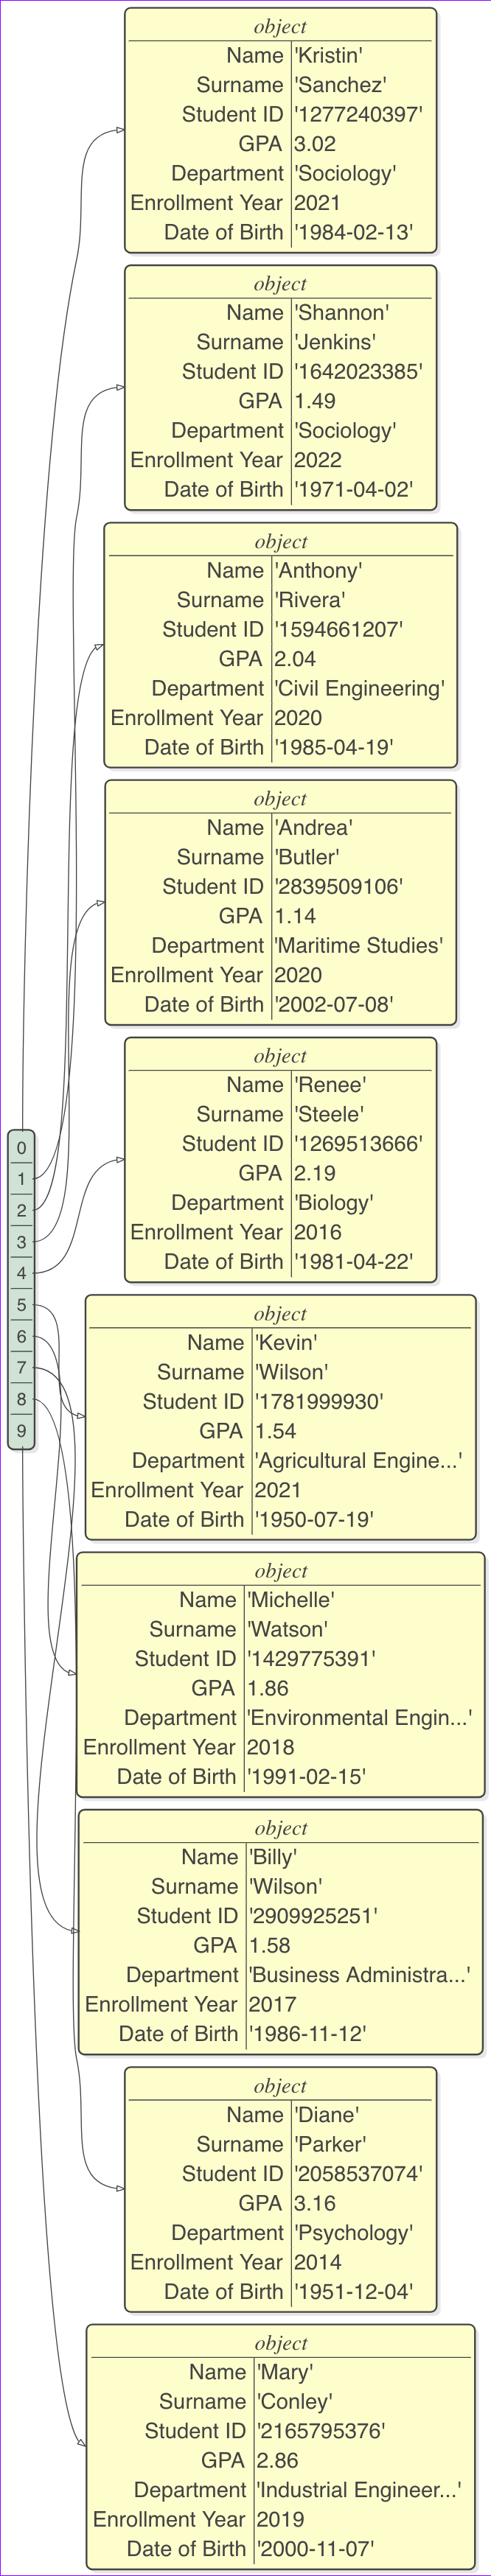 object
Name 'Kristin'
Surname 'Sanchez'
Student ID '1277240397'
GPA 3.02
Department 'Sociology'
Enrollment Year 2021
Date of Birth '1984-02-13'
object
Name 'Shannon'
Surname 'Jenkins'
Student ID '1642023385'
GPA 1.49
Department 'Sociology'
Enrollment Year 2022
Date of Birth '1971-04-02'
object
Name 'Anthony'
Surname 'Rivera'
Student ID '1594661207'
GPA 2.04
Department 'Civil Engineering'
Enrollment Year 2020
Date of Birth '1985-04-19'
object
Name 'Andrea'
Surname 'Butler'
Student ID '2839509106'
GPA 1.14
Department 'Maritime Studies'
Enrollment Year 2020
Date of Birth '2002-07-08'
object
Name 'Renee'
Surname 'Steele'
Student ID '1269513666'
GPA 2.19
Department 'Biology'
Enrollment Year 2016
Date of Birth '1981-04-22'
0
1
2
3
4
5
6
7
8
9
object
Name 'Kevin'
Surname 'Wilson'
Student ID '1781999930'
GPA 1.54
Department 'Agricultural Engine...'
Enrollment Year 2021
Date of Birth '1950-07-19'
object
Name 'Michelle'
Surname 'Watson'
Student ID '1429775391'
GPA 1.86
Department 'Environmental Engin...'
Enrollment Year 2018
Date of Birth '1991-02-15'
object
Name 'Billy'
Surname 'Wilson'
Student ID '2909925251'
GPA 1.58
Department 'Business Administra...'
Enrollment Year 2017
Date of Birth '1986-11-12'
object
Name 'Diane'
Surname 'Parker'
Student ID '2058537074'
GPA 3.16
Department 'Psychology'
Enrollment Year 2014
Date of Birth '1951-12-04'
object
Name 'Mary'
Surname 'Conley'
Student ID '2165795376'
GPA 2.86
Department 'Industrial Engineer...'
Enrollment Year 2019
Date of Birth '2000-11-07'